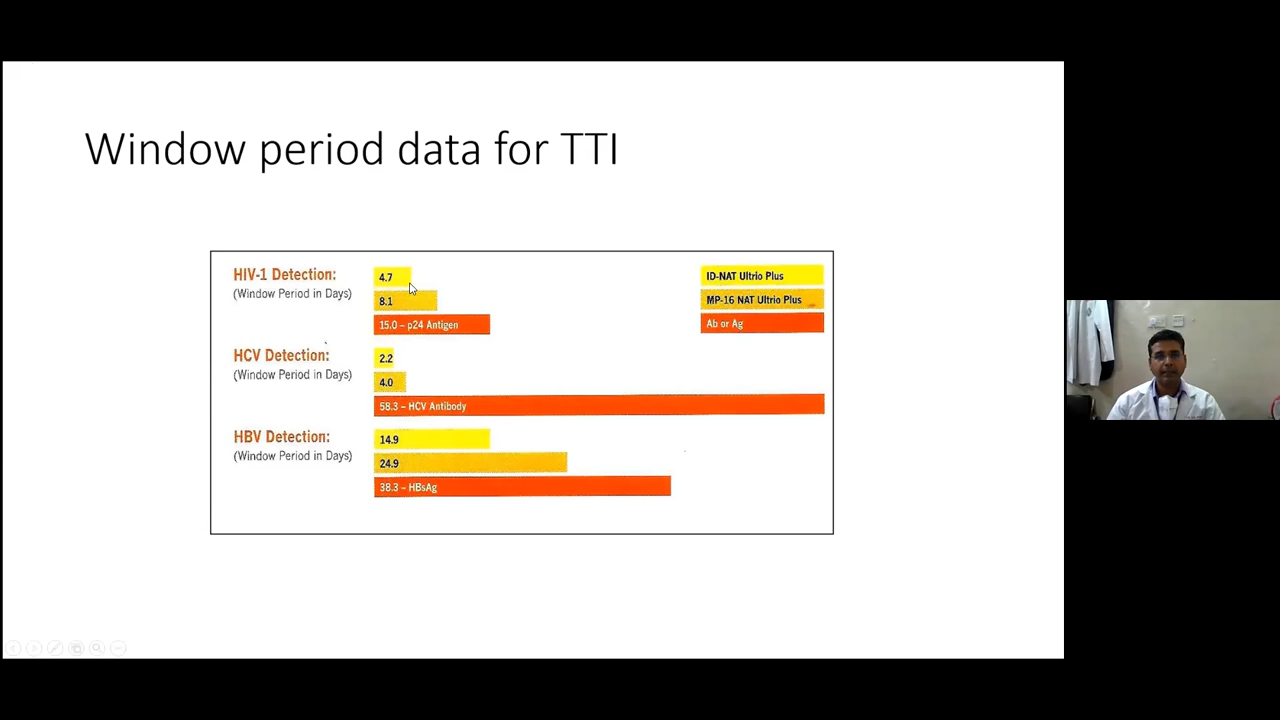 Window period data for TTI
HIV-1 Detection:
(Window Period in Days)
4.7
8.1
15.0 – p24 Antigen
ID-NAT Ultrio Plus
MP-16 NAT Ultrio Plus
Ab or Ag
HCV Detection:
(Window Period in Days)
2.2
4.0
58.3 – HCV Antibody
HBV Detection:
(Window Period in Days)
14.9
24.9
38.3 – HBsAg